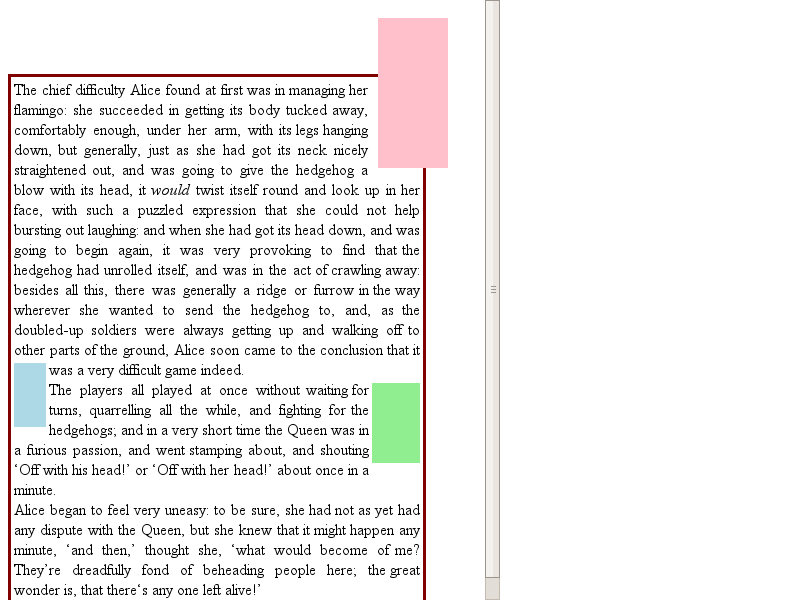 The chief difficulty Alice found at first was in managing her
flamingo: she succeeded in getting its body tucked away,
comfortably enough, under her arm, with its legs hanging
down, but generally, just as she had got its neck nicely
straightened out, and was going to give the hedgehog a
blow with its head, it would twist itself round and look up in her
face, with such a puzzled expression that she could not help
bursting out laughing: and when she had got its head down, and was
going to begin again, it was very provoking to find that the
hedgehog had unrolled itself, and was in the act of crawling away:
besides all this, there was generally a ridge or furrow in the way
wherever she wanted to send the hedgehog to, and, as the
doubled-up soldiers were always getting up and walking off to
other parts of the ground, Alice soon came to the conclusion that it
was a very difficult game indeed.
The players all played at once without waiting for
turns, quarrelling all the while, and fighting for the
hedgehogs; and in a very short time the Queen was in
a furious passion, and went stamping about, and shouting
‘Off with his head!’ or ‘Off with her head!’ about once in a
minute.
Alice began to feel very uneasy: to be sure, she had not as yet had
any dispute with the Queen, but she knew that it might happen any
minute, ‘and then,’ thought she, ‘what would become of me?
They’re dreadfully fond of beheading people here; the great
wonder is, that there‘s any one left alive!’